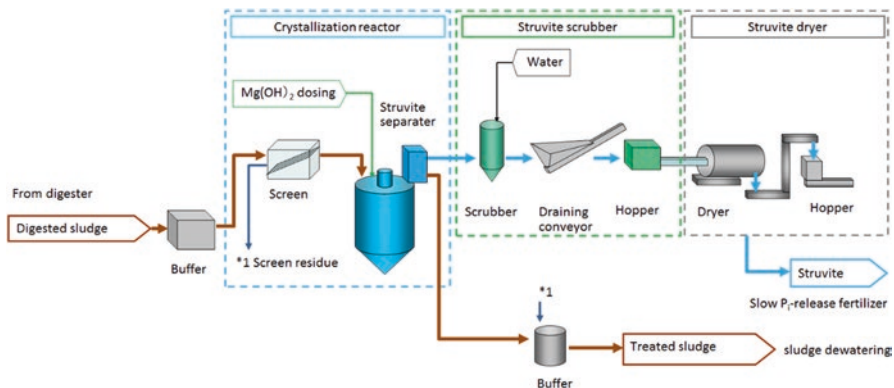 Crystallization reactor
Struvite scrubber
Struvite dryer
Water
Mg(OH)₂ dosing
Struvite
separater
From digester
Digested sludge
Buffer
Screen
*1 Screen residue
Scrubber
Draining
conveyor
Hopper
Dryer
Hopper
Struvite
Slow Pᵢ-release fertilizer
*1
Treated sludge
sludge dewaterings
Buffer